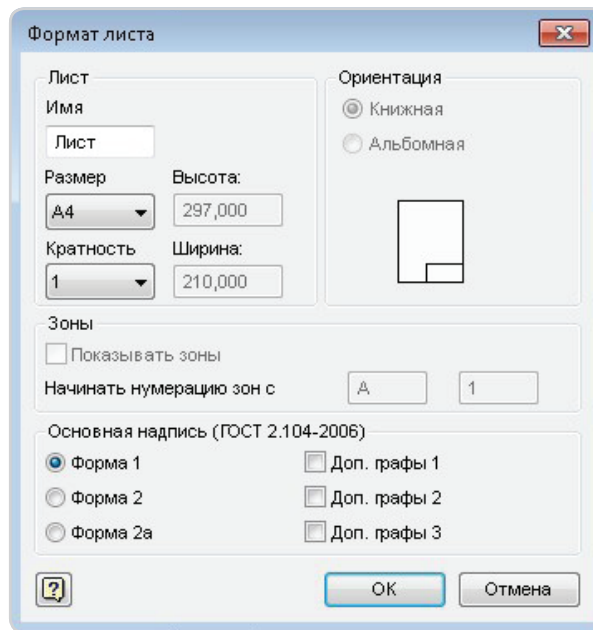 Формат листа
Лист
Имя
Лист
Размер
Высота:
A4
297,000
Кратность
Ширина:
1
210,000
Ориентация
Книжная
Альбомная
Зоны
Показывать зоны
Начинать нумерацию зон с
A
1
Основная надпись (ГОСТ 2.104-2006)
Форма 1
Доп. графы 1
Форма 2
Доп. графы 2
Форма 2а
Доп. графы 3
?
OK
Отмена